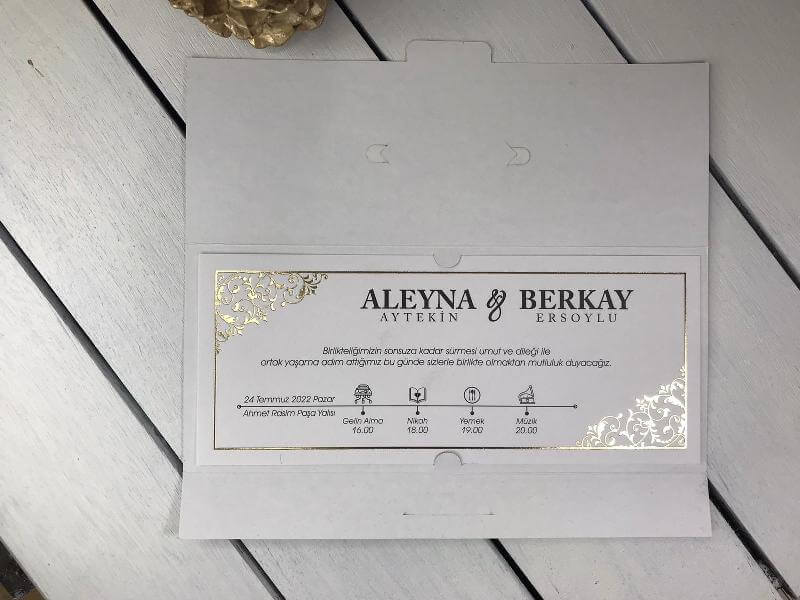 ALEYNA & BERKAY
AYTEKİN ERSOYLU
Birlikteliğimizin sonsuza kadar sürmesi umut ve dileği ile
ortak yaşama adım attığımız bu günde sizlerle birlikte olmaktan mutluluk duyacağız.
24 Temmuz 2022 Pazar
Ahmet Rasim Paşa Yalısı
Gelin Alma Nikah Yemek Müzik
16.00 18.00 19.00 20.00